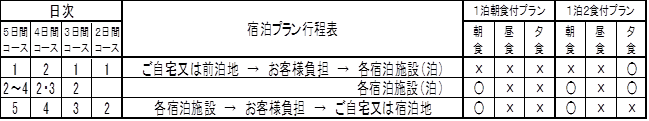 日次 宿泊プラン行程表 1泊朝食付プラン 1泊2食付プラン
5日間コース 4日間コース 3日間コース 2日間コース 朝食 昼食 夕食 朝食 昼食 夕食
1 2 1 1 ご自宅又は前泊地 → お客様負担 → 各宿泊施設(泊) x x x x x ○
2～4 2・3 2 各宿泊施設(泊) ○ x x ○ x ○
5 4 3 2 各宿泊施設 → お客様負担 → ご自宅又は宿泊地 ○ x x ○ x x